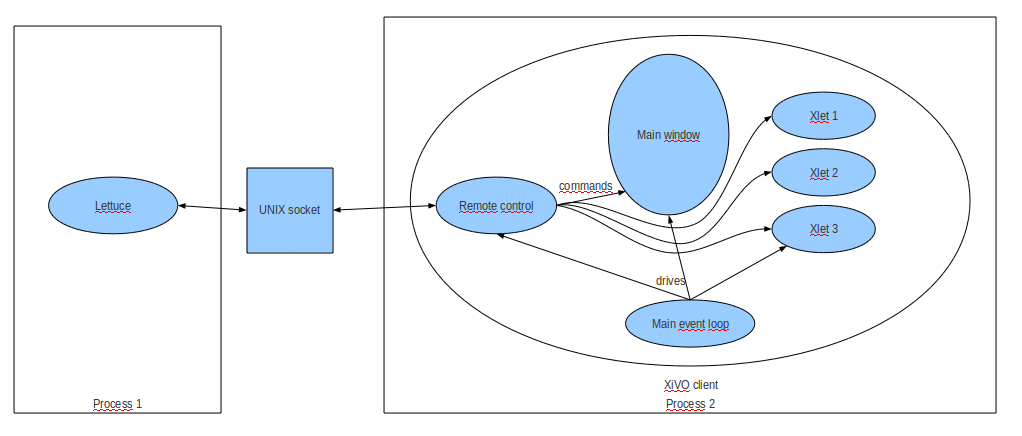 Main window
Xlet 1
Xlet 2
commands
Lettuce
UNIX socket
Remote control
Xlet 3
drives
Main event loop
XiVO client
Process 1
Process 2